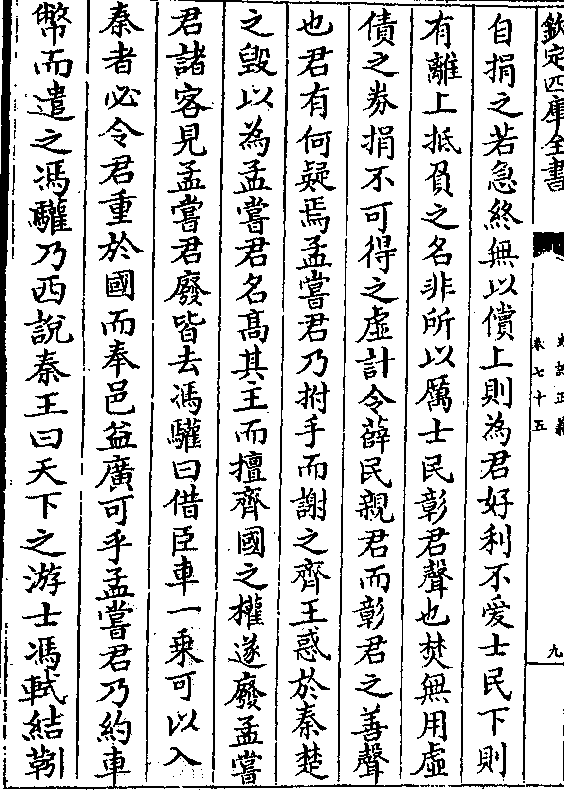 欽定四庫全書
史記正義
卷七十五
九
自捐之若急終無以償上則為君好利不愛士民下則
有離上抵負之名非所以厲士民彰君聲也焚無用虛
債之券捐不可得之虛計令薛民親君而彰君之善聲
也君有何疑焉孟嘗君乃拊手而謝之齊王惑於秦楚
之毀以為孟嘗君名髙其主而擅齊國之權遂廢孟嘗
君諸客見孟嘗君廢皆去馮驩曰借臣車一乗可以入
秦者必令君重於國而奉邑益廣可乎孟嘗君乃約車
幣而遣之馮驩乃西說秦王曰天下之游士馮軾結靷